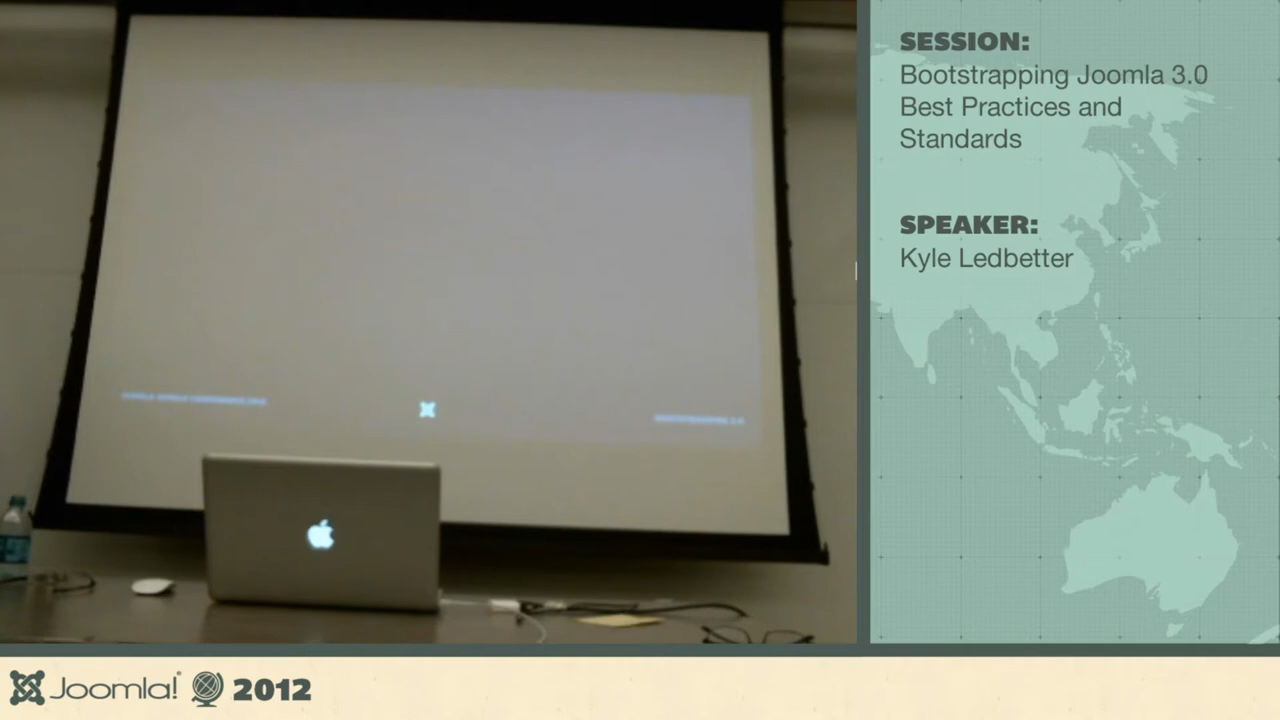 SESSION:
Bootstrapping Joomla 3.0
Best Practices and
Standards
SPEAKER:
Kyle Ledbetter
Joomla! 2012